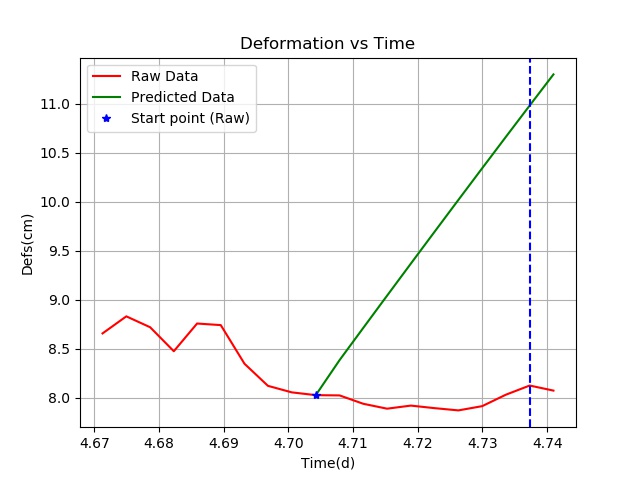 Deformation vs Time
Raw Data
Predicted Data
Start point (Raw)
11.0
10.5
10.0
9.5
9.0
8.5
8.0
Defs(cm)
4.67 4.68 4.69 4.70 4.71 4.72 4.73 4.74
Time(d)